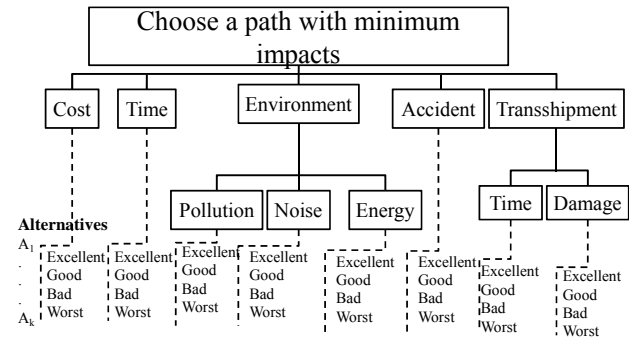 Choose a path with minimum
impacts
Cost
Time
Environment
Accident
Transshipment
Pollution
Noise
Energy
Time
Damage
Alternatives
A1
.
.
.
Ak
Excellent
Good
Bad
Worst
Excellent
Good
Bad
Worst
Excellent
Good
Bad
Worst
Excellent
Good
Bad
Worst
Excellent
Good
Bad
Worst
Excellent
Good
Bad
Worst
Excellent
Good
Bad
Worst
Excellent
Good
Bad
Worst